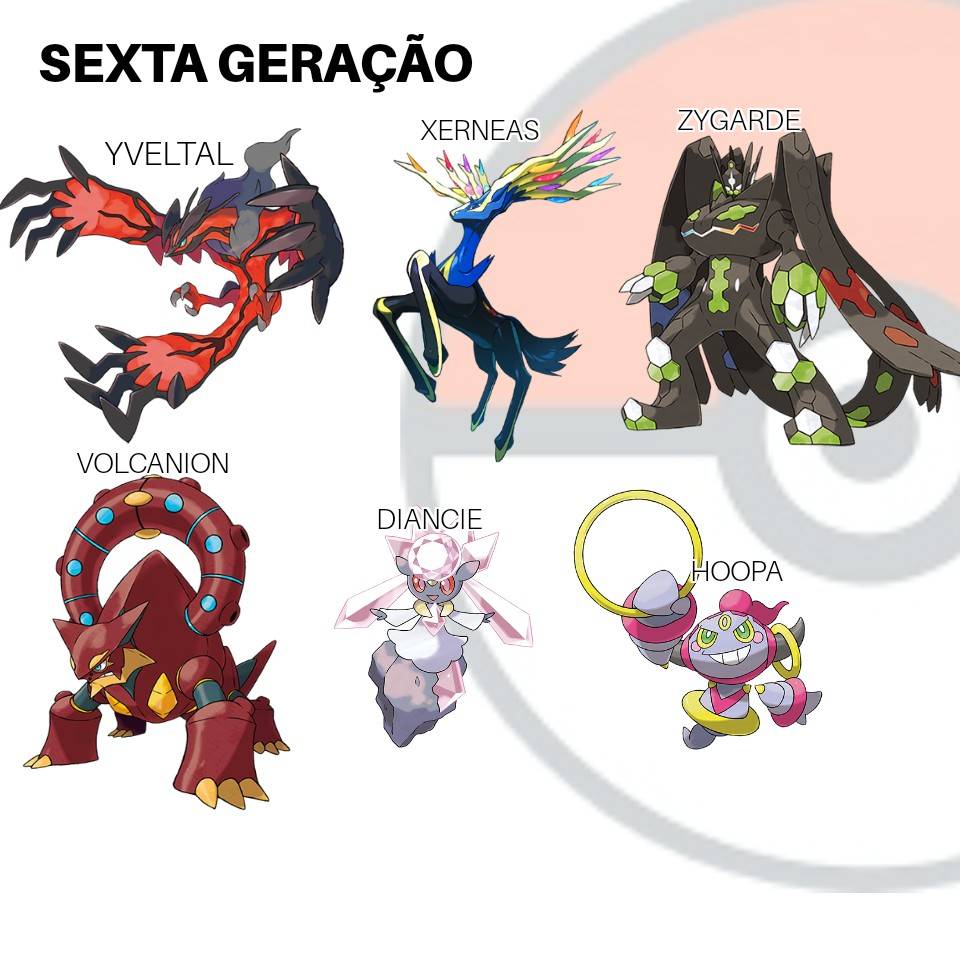 SEXTA GERAÇÃO
YVELTAL
XERNEAS
ZYGARDE
VOLCANION
DIANCIE
HOOPA